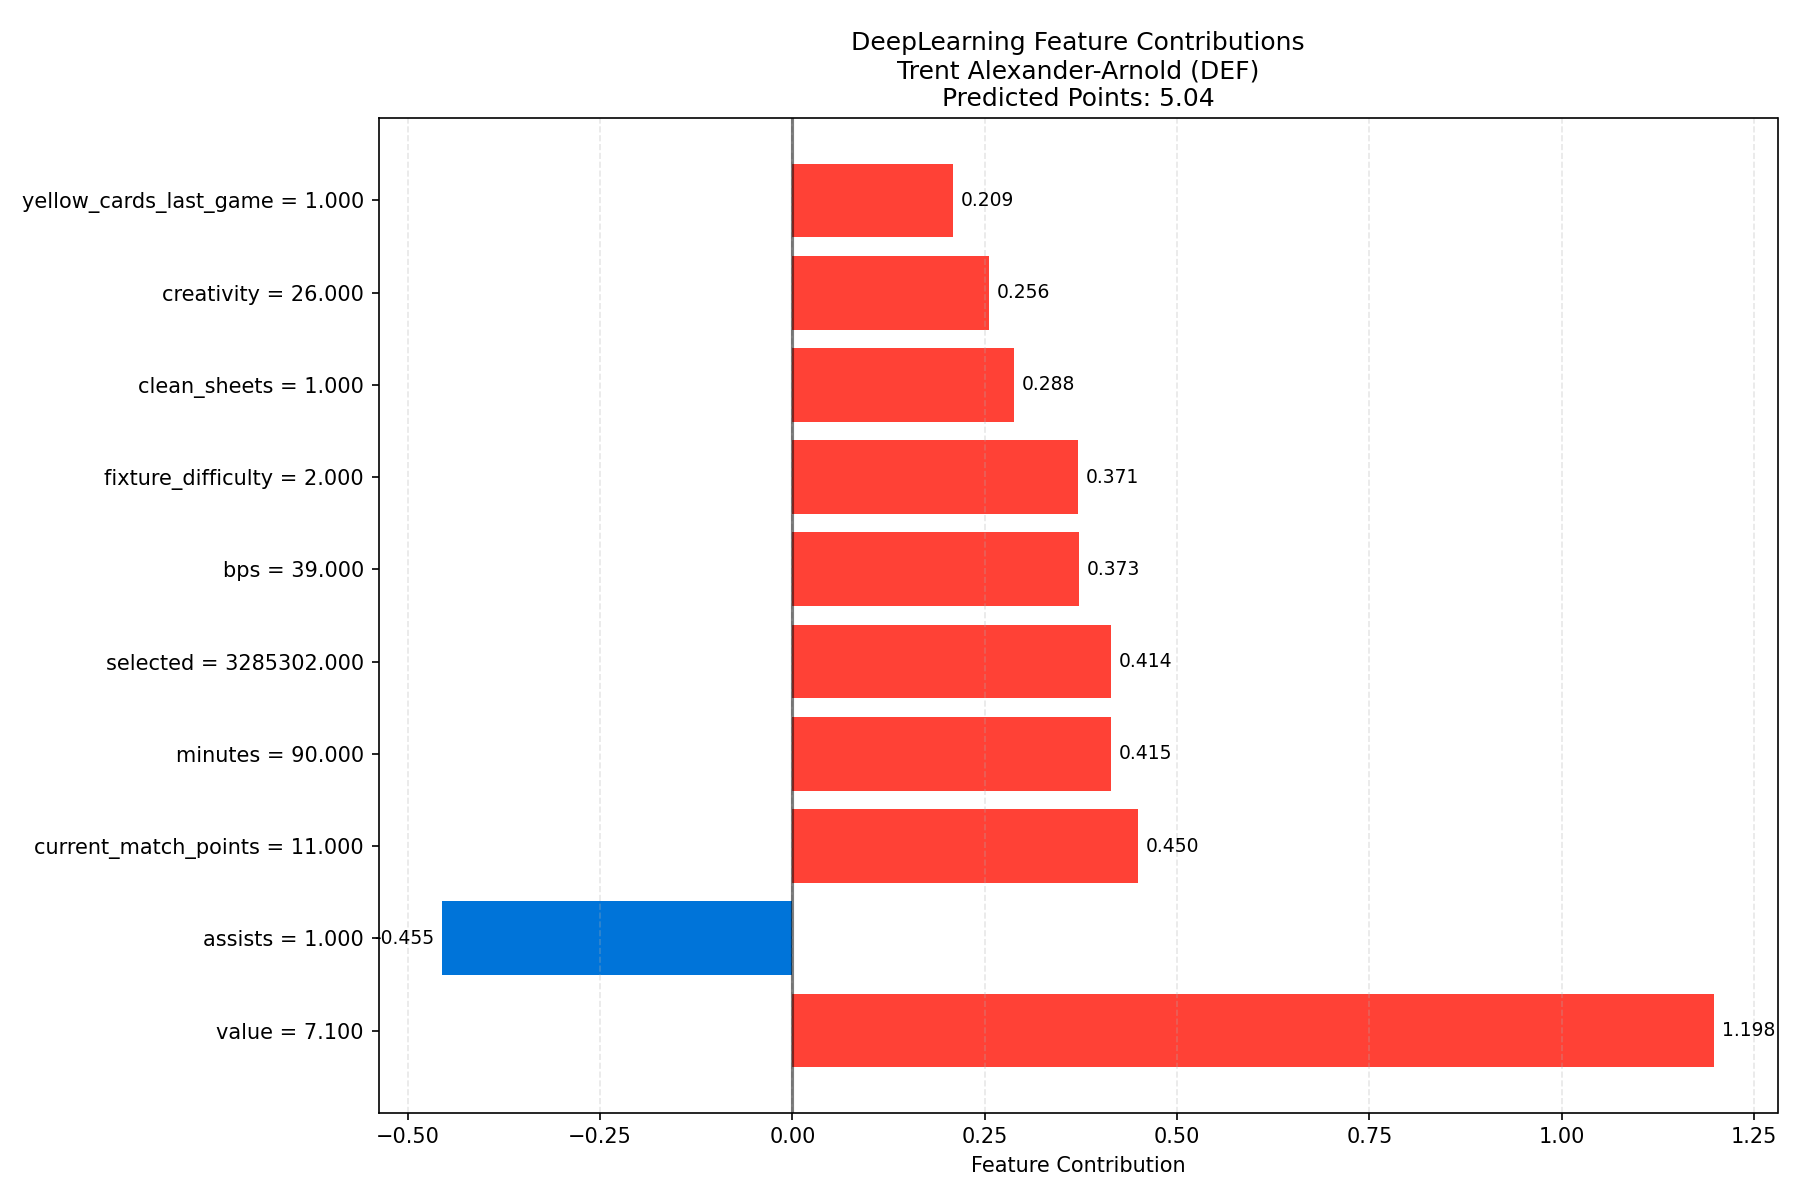 DeepLearning Feature Contributions
Trent Alexander-Arnold (DEF)
Predicted Points: 5.04
yellow_cards_last_game = 1.000
0.209
creativity = 26.000
0.256
clean_sheets = 1.000
0.288
fixture_difficulty = 2.000
0.371
bps = 39.000
0.373
selected = 3285302.000
0.414
minutes = 90.000
0.415
current_match_points = 11.000
0.450
assists = 1.000
-0.455
value = 7.100
1.198
−0.50 −0.25 0.00 0.25 0.50 0.75 1.00 1.25
Feature Contribution